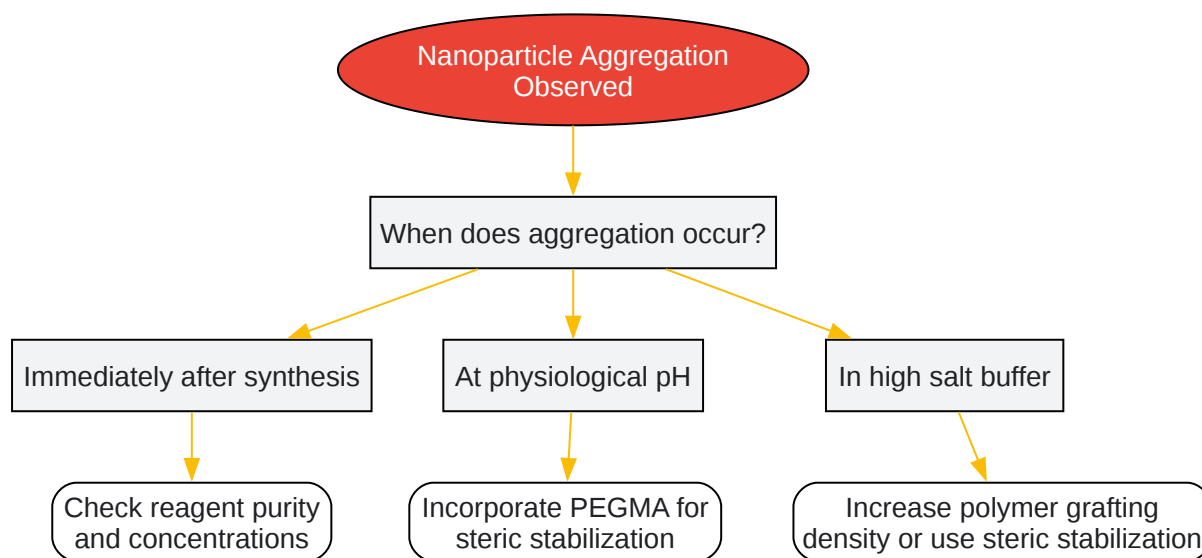 Nanoparticle Aggregation
Observed
When does aggregation occur?
Immediately after synthesis
At physiological pH
In high salt buffer
Check reagent purity
and concentrations
Incorporate PEGMA for
steric stabilization
Increase polymer grafting
density or use steric stabilization